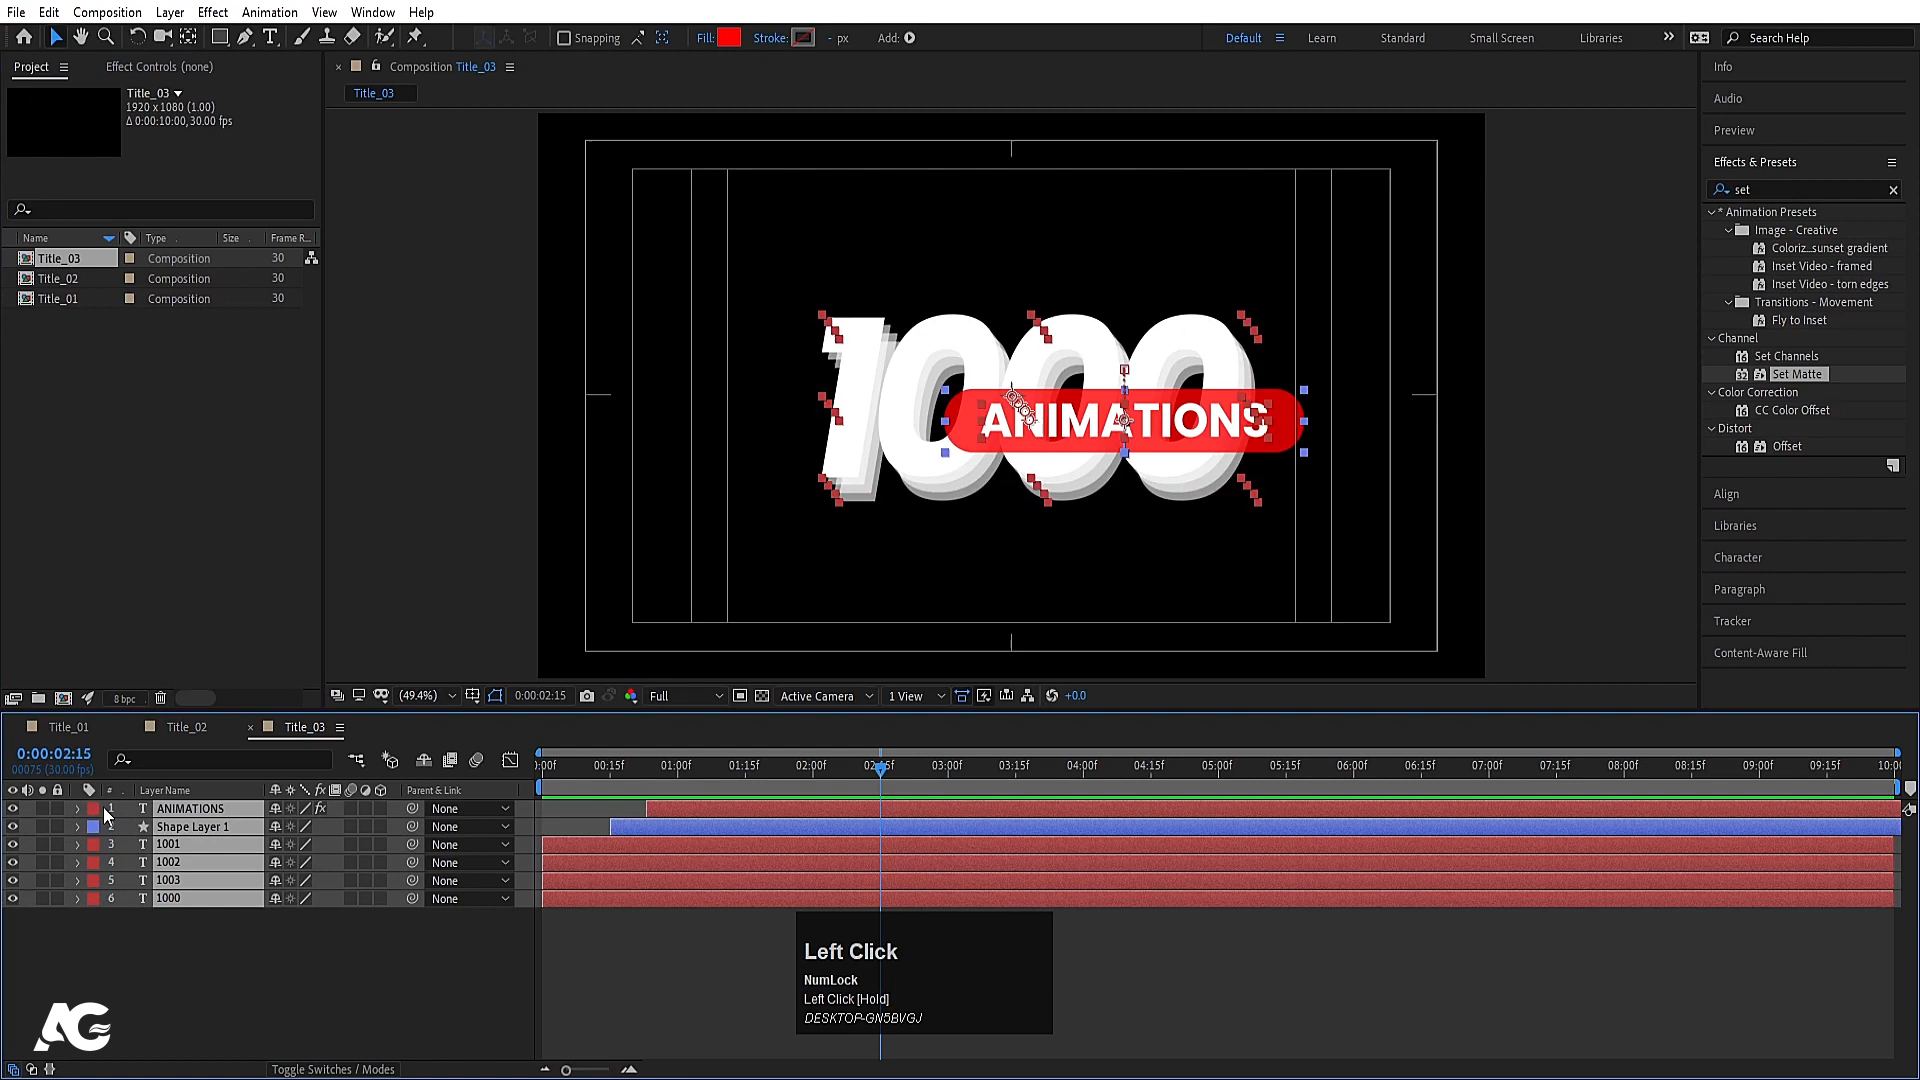 File Edit Composition Layer Effect Animation View Window Help
Snapping Fill: Stroke: - px Add: Default Learn Standard Small Screen Libraries Search Help
Project Effect Controls (none)
Title_03
1920 x 1080 (1.00)
Δ 0:00:10:00, 30.00 fps
Name Type Size Frame R...
Title_03 Composition 30
Title_02 Composition 30
Title_01 Composition 30
8 bpc
Composition Title_03
Title_03
1000
ANIMATIONS
(49.4%) 0:00:02:15 Full Active Camera 1 View +0.0
Info
Audio
Preview
Effects & Presets
set
* Animation Presets
Image - Creative
Coloriz...sunset gradient
Inset Video - framed
Inset Video - torn edges
Transitions - Movement
Fly to Inset
Channel
Set Channels
32 Set Matte
Color Correction
CC Color Offset
Distort
Offset
Align
Libraries
Character
Paragraph
Tracker
Content-Aware Fill
Title_01 Title_02 Title_03
0:00:02:15
00075 (30.00 fps)
:00f 00:15f 01:00f 01:15f 02:00f 02:15f 03:00f 03:15f 04:00f 04:15f 05:00f 05:15f 06:00f 06:15f 07:00f 07:15f 08:00f 08:15f 09:00f 09:15f 10:00
# Layer Name fx Parent & Link
1 T ANIMATIONS fx None
2 Shape Layer 1 None
3 T 1001 None
4 T 1002 None
5 T 1003 None
6 T 1000 None
Left Click
NumLock
Left Click [Hold]
DESKTOP-GN5BVGJ
AG
Toggle Switches / Modes